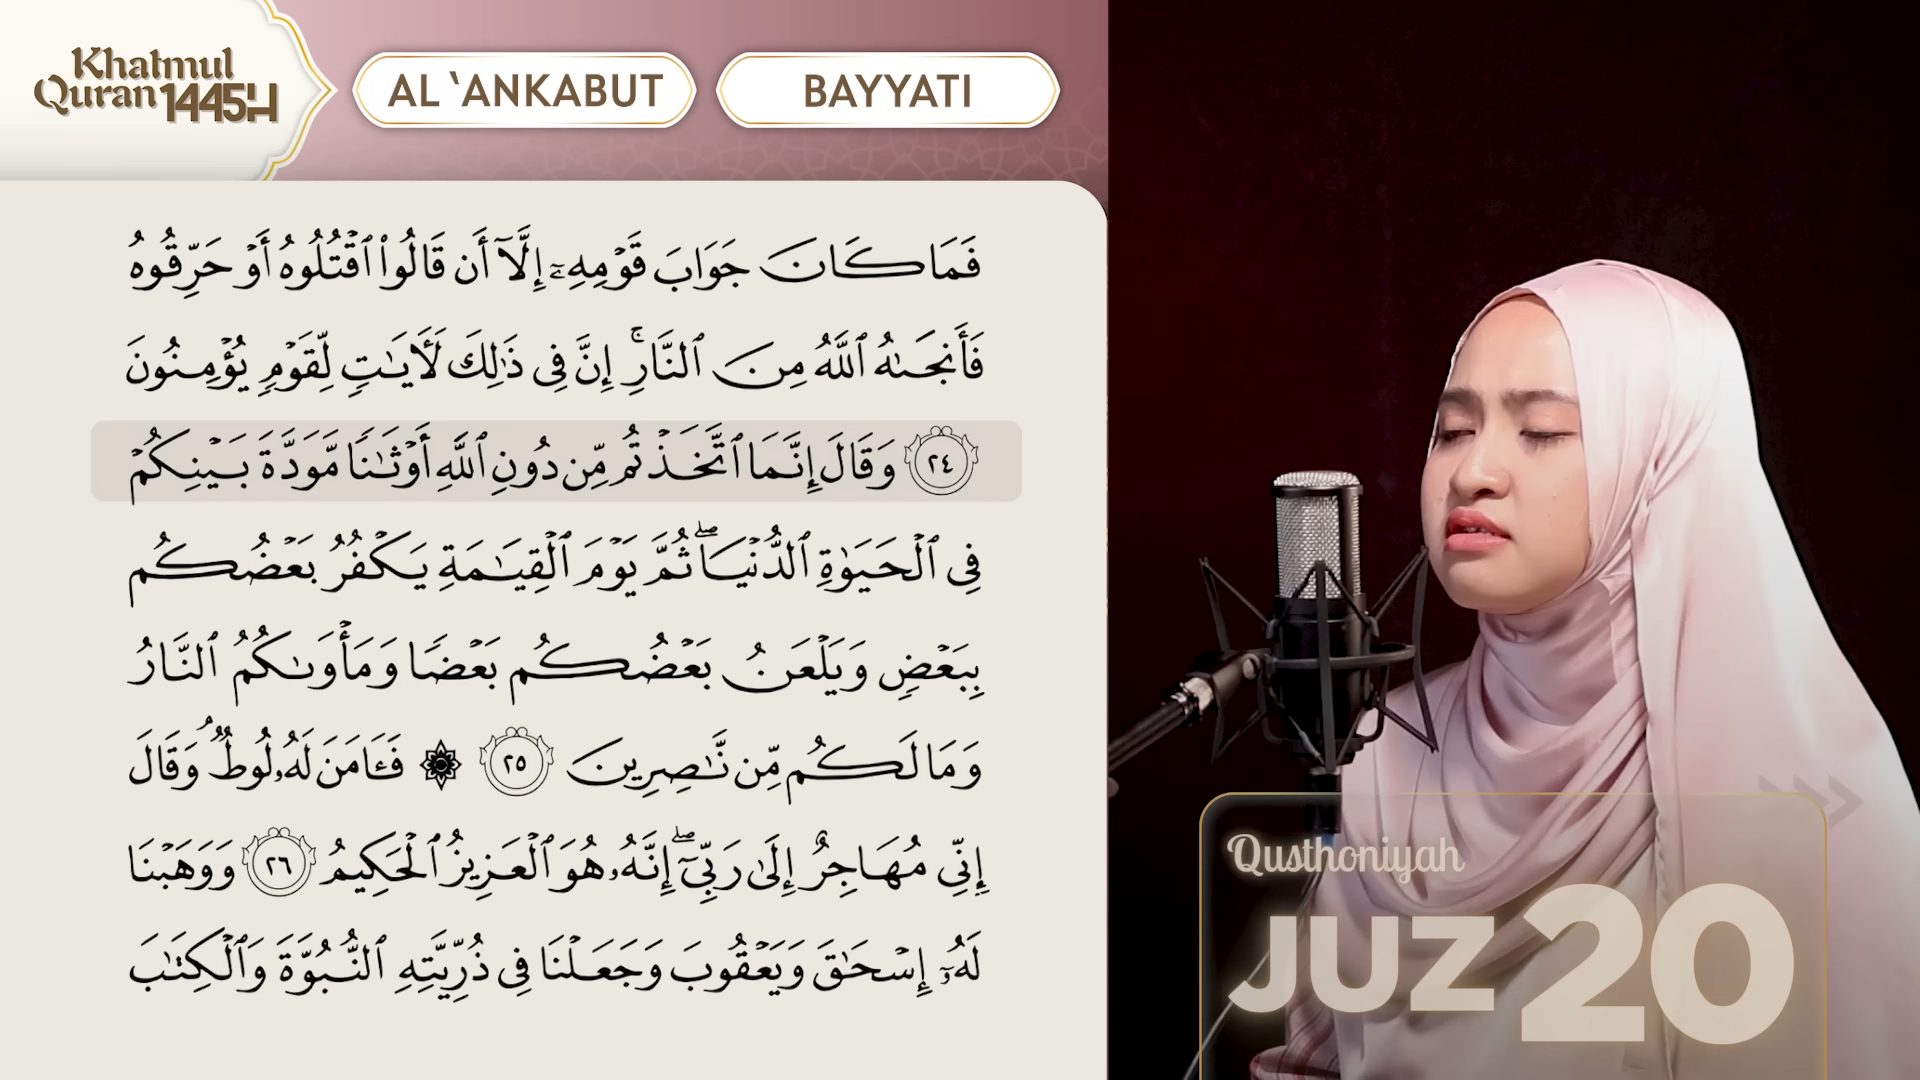 Khatmul
Quran 1445H
AL 'ANKABUT
BAYYATI
فَمَا كَانَ جَوَابَ قَوْمِهِۦٓ إِلَّآ أَن قَالُوا۟ ٱقْتُلُوهُ أَوْ حَرِّقُوهُ
فَأَنجَىٰهُ ٱللَّهُ مِنَ ٱلنَّارِ ۚ إِنَّ فِى ذَٰلِكَ لَـَٔايَـٰتٍ لِّقَوْمٍ يُؤْمِنُونَ
٢٤ وَقَالَ إِنَّمَا ٱتَّخَذْتُم مِّن دُونِ ٱللَّهِ أَوْثَـٰنًا مَّوَدَّةَ بَيْنِكُمْ
فِى ٱلْحَيَوٰةِ ٱلدُّنْيَا ۖ ثُمَّ يَوْمَ ٱلْقِيَـٰمَةِ يَكْفُرُ بَعْضُكُم
بِبَعْضٍ وَيَلْعَنُ بَعْضُكُم بَعْضًا وَمَأْوَىٰكُمُ ٱلنَّارُ
وَمَا لَكُم مِّن نَّـٰصِرِينَ ٢٥ ۞ فَـَٔامَنَ لَهُۥ لُوطٌ ۘ وَقَالَ
إِنِّى مُهَاجِرٌ إِلَىٰ رَبِّىٓ ۖ إِنَّهُۥ هُوَ ٱلْعَزِيزُ ٱلْحَكِيمُ ٢٦ وَوَهَبْنَا
لَهُۥٓ إِسْحَـٰقَ وَيَعْقُوبَ وَجَعَلْنَا فِى ذُرِّيَّتِهِ ٱلنُّبُوَّةَ وَٱلْكِتَـٰبَ
Qusthoniyah
JUZ 20